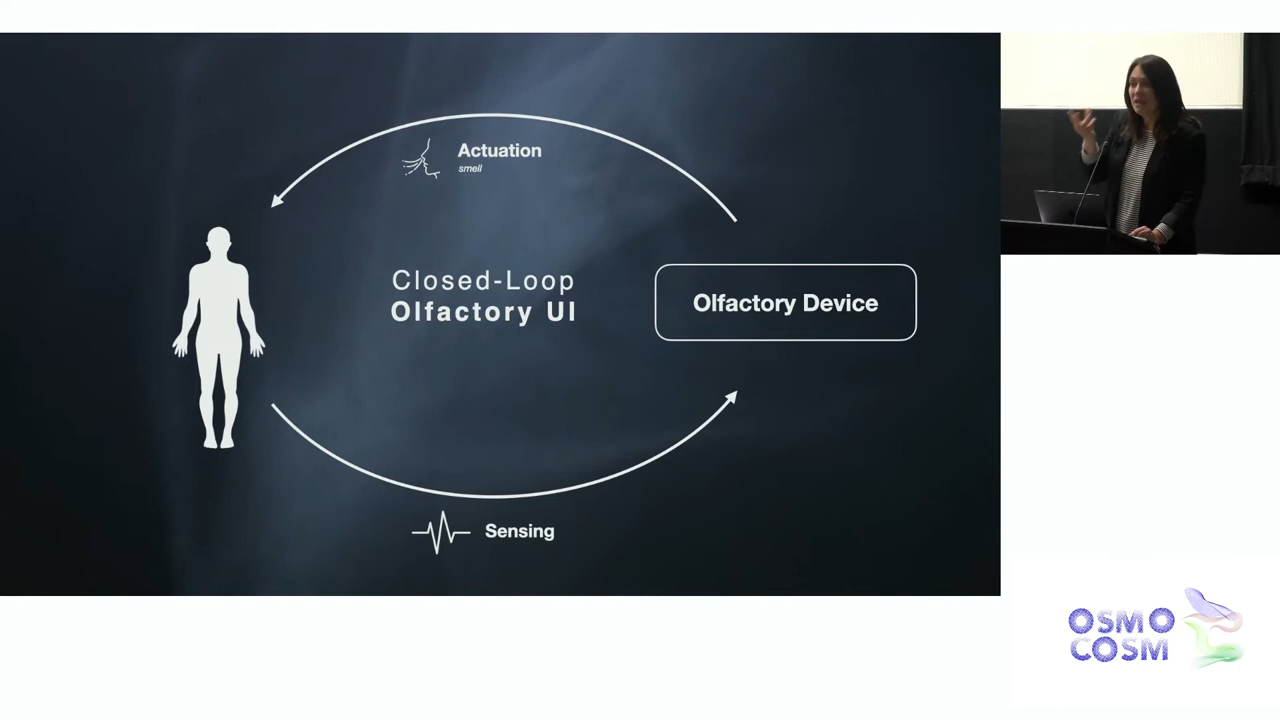 Actuation
smell
Closed-Loop
Olfactory UI
Olfactory Device
Sensing
OSMO
COSM